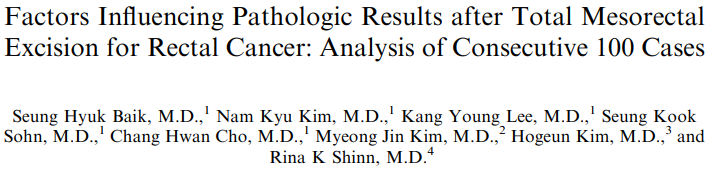 Factors Influencing Pathologic Results after Total Mesorectal
Excision for Rectal Cancer: Analysis of Consecutive 100 Cases
Seung Hyuk Baik, M.D.,¹ Nam Kyu Kim, M.D.,¹ Kang Young Lee, M.D.,¹ Seung Kook
Sohn, M.D.,¹ Chang Hwan Cho, M.D.,¹ Myeong Jin Kim, M.D.,² Hogeun Kim, M.D.,³ and
Rina K Shinn, M.D.⁴